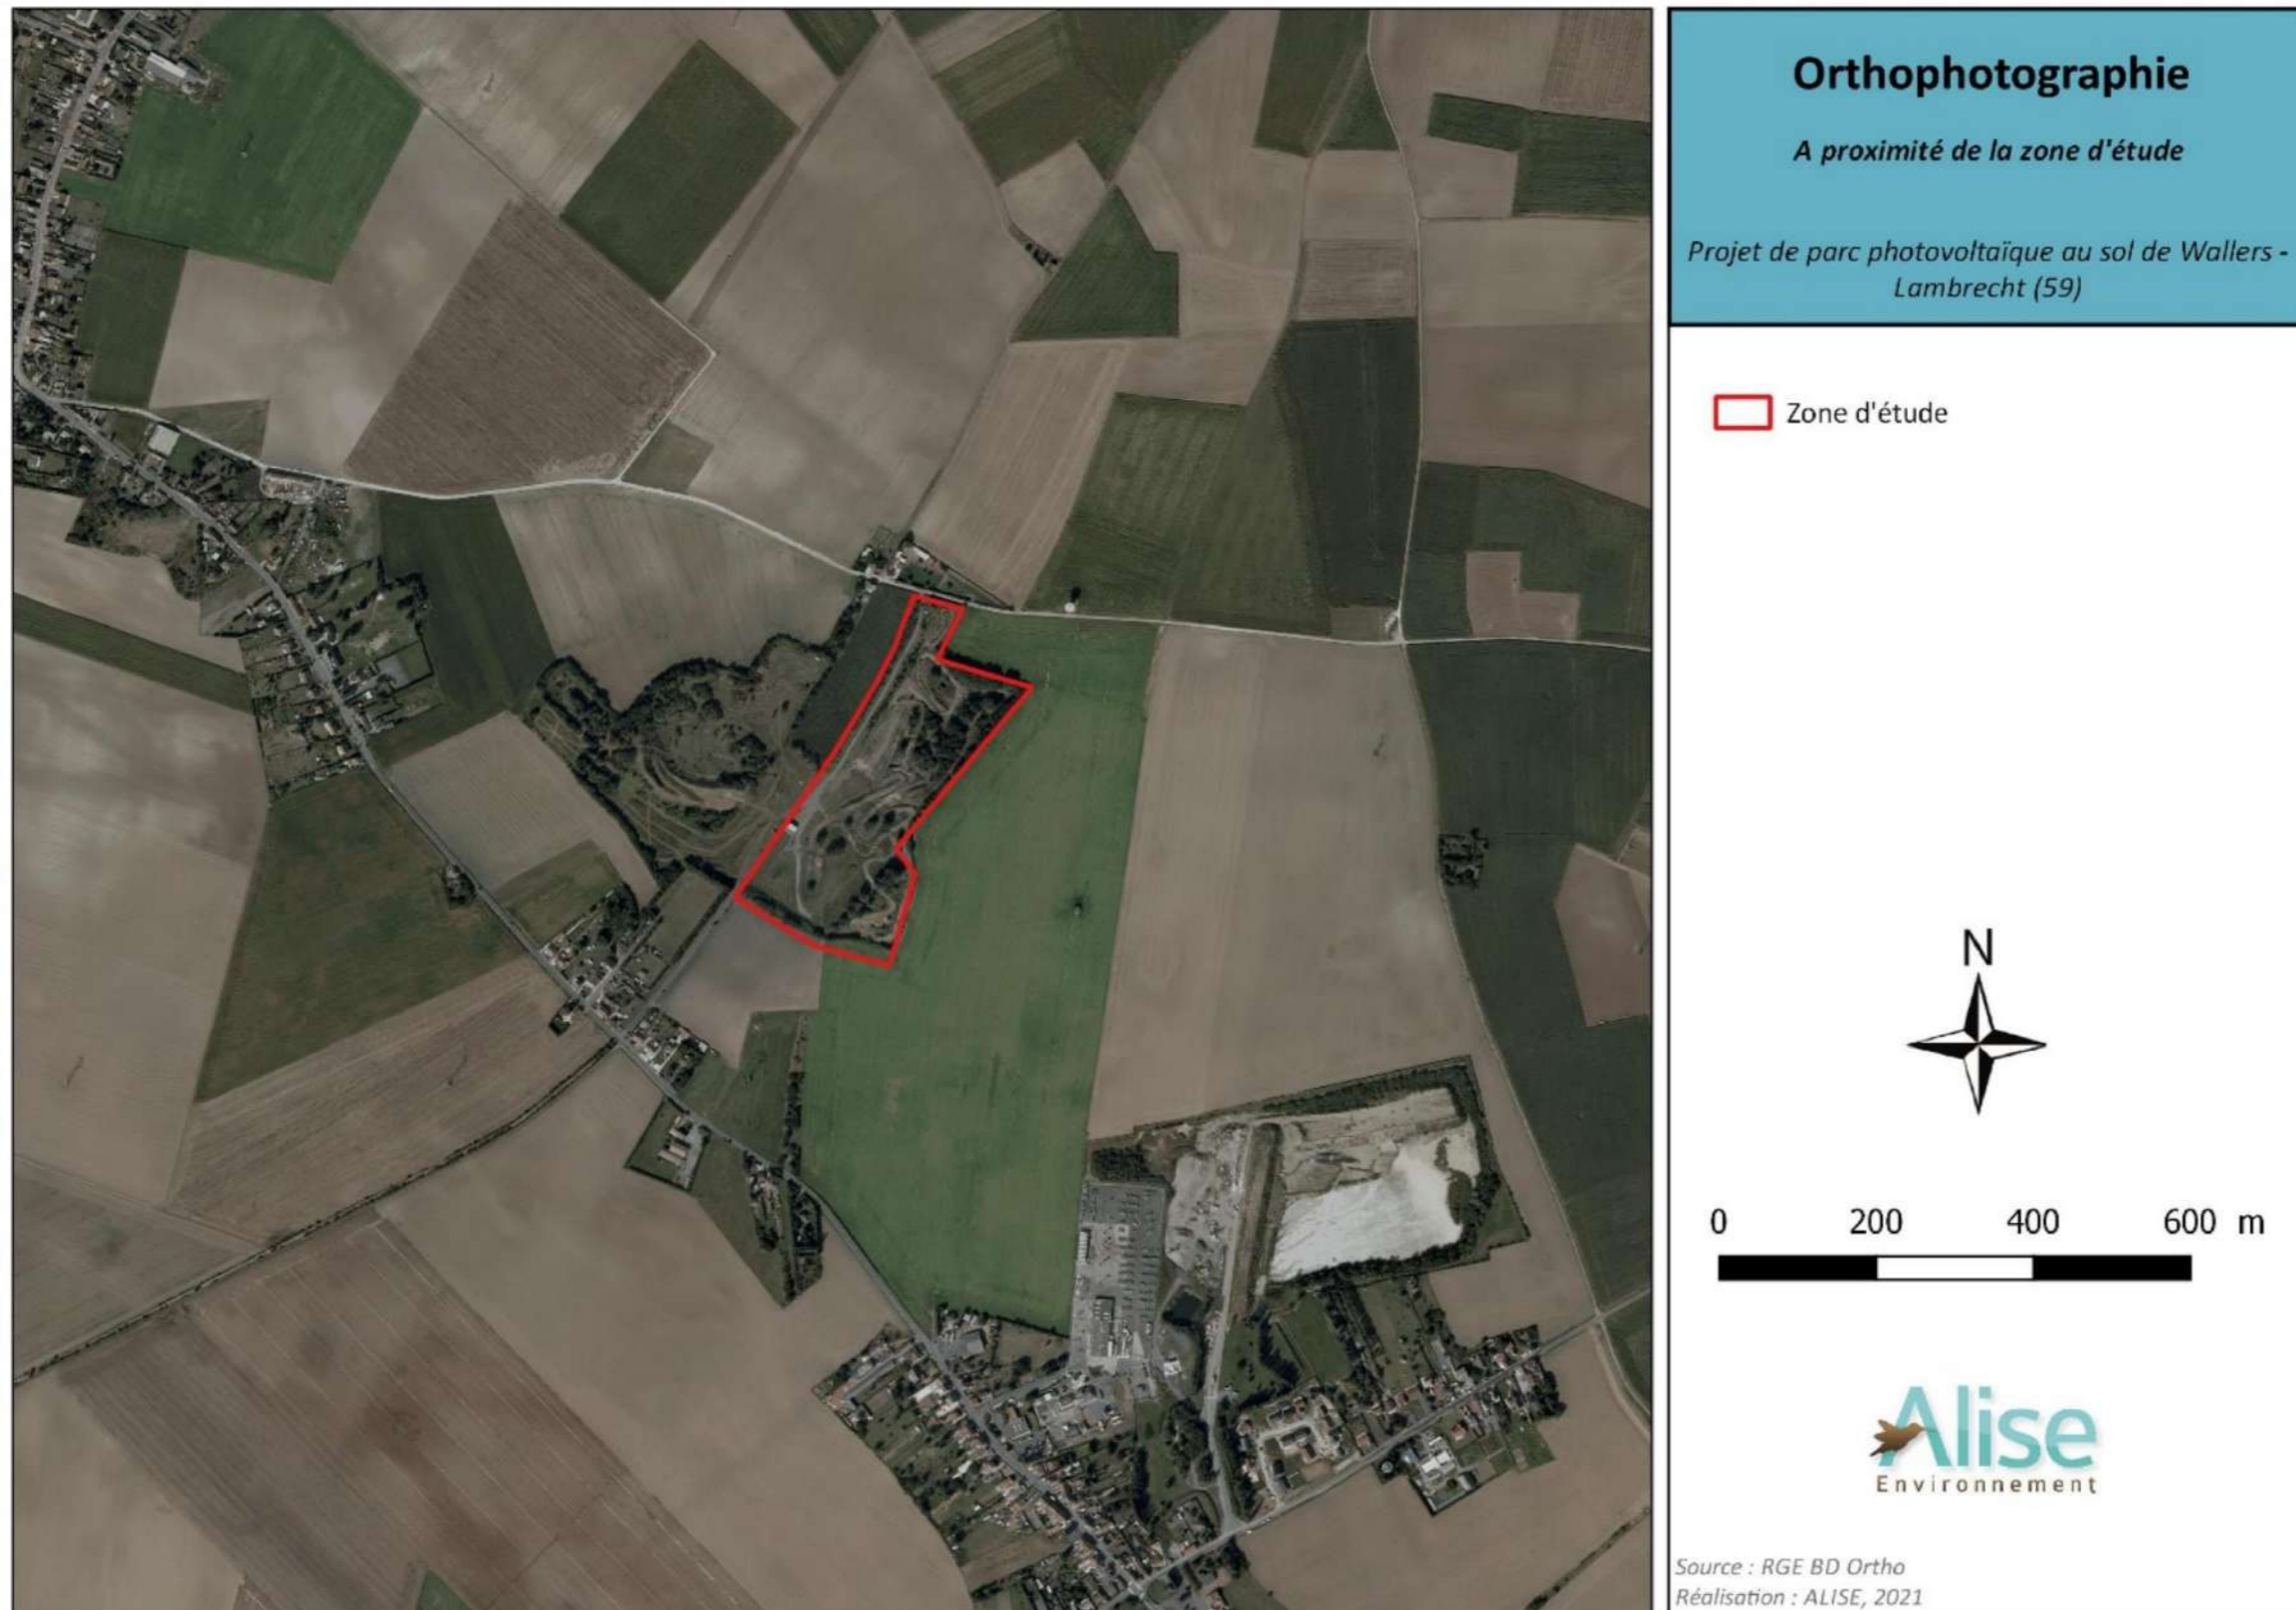 Orthophotographie
A proximité de la zone d'étude
Projet de parc photovoltaïque au sol de Wallers -
Lambrecht (59)
Zone d'étude
N
0 200 400 600 m
Alise
Environnement
Source : RGE BD Ortho
Réalisation : ALISE, 2021